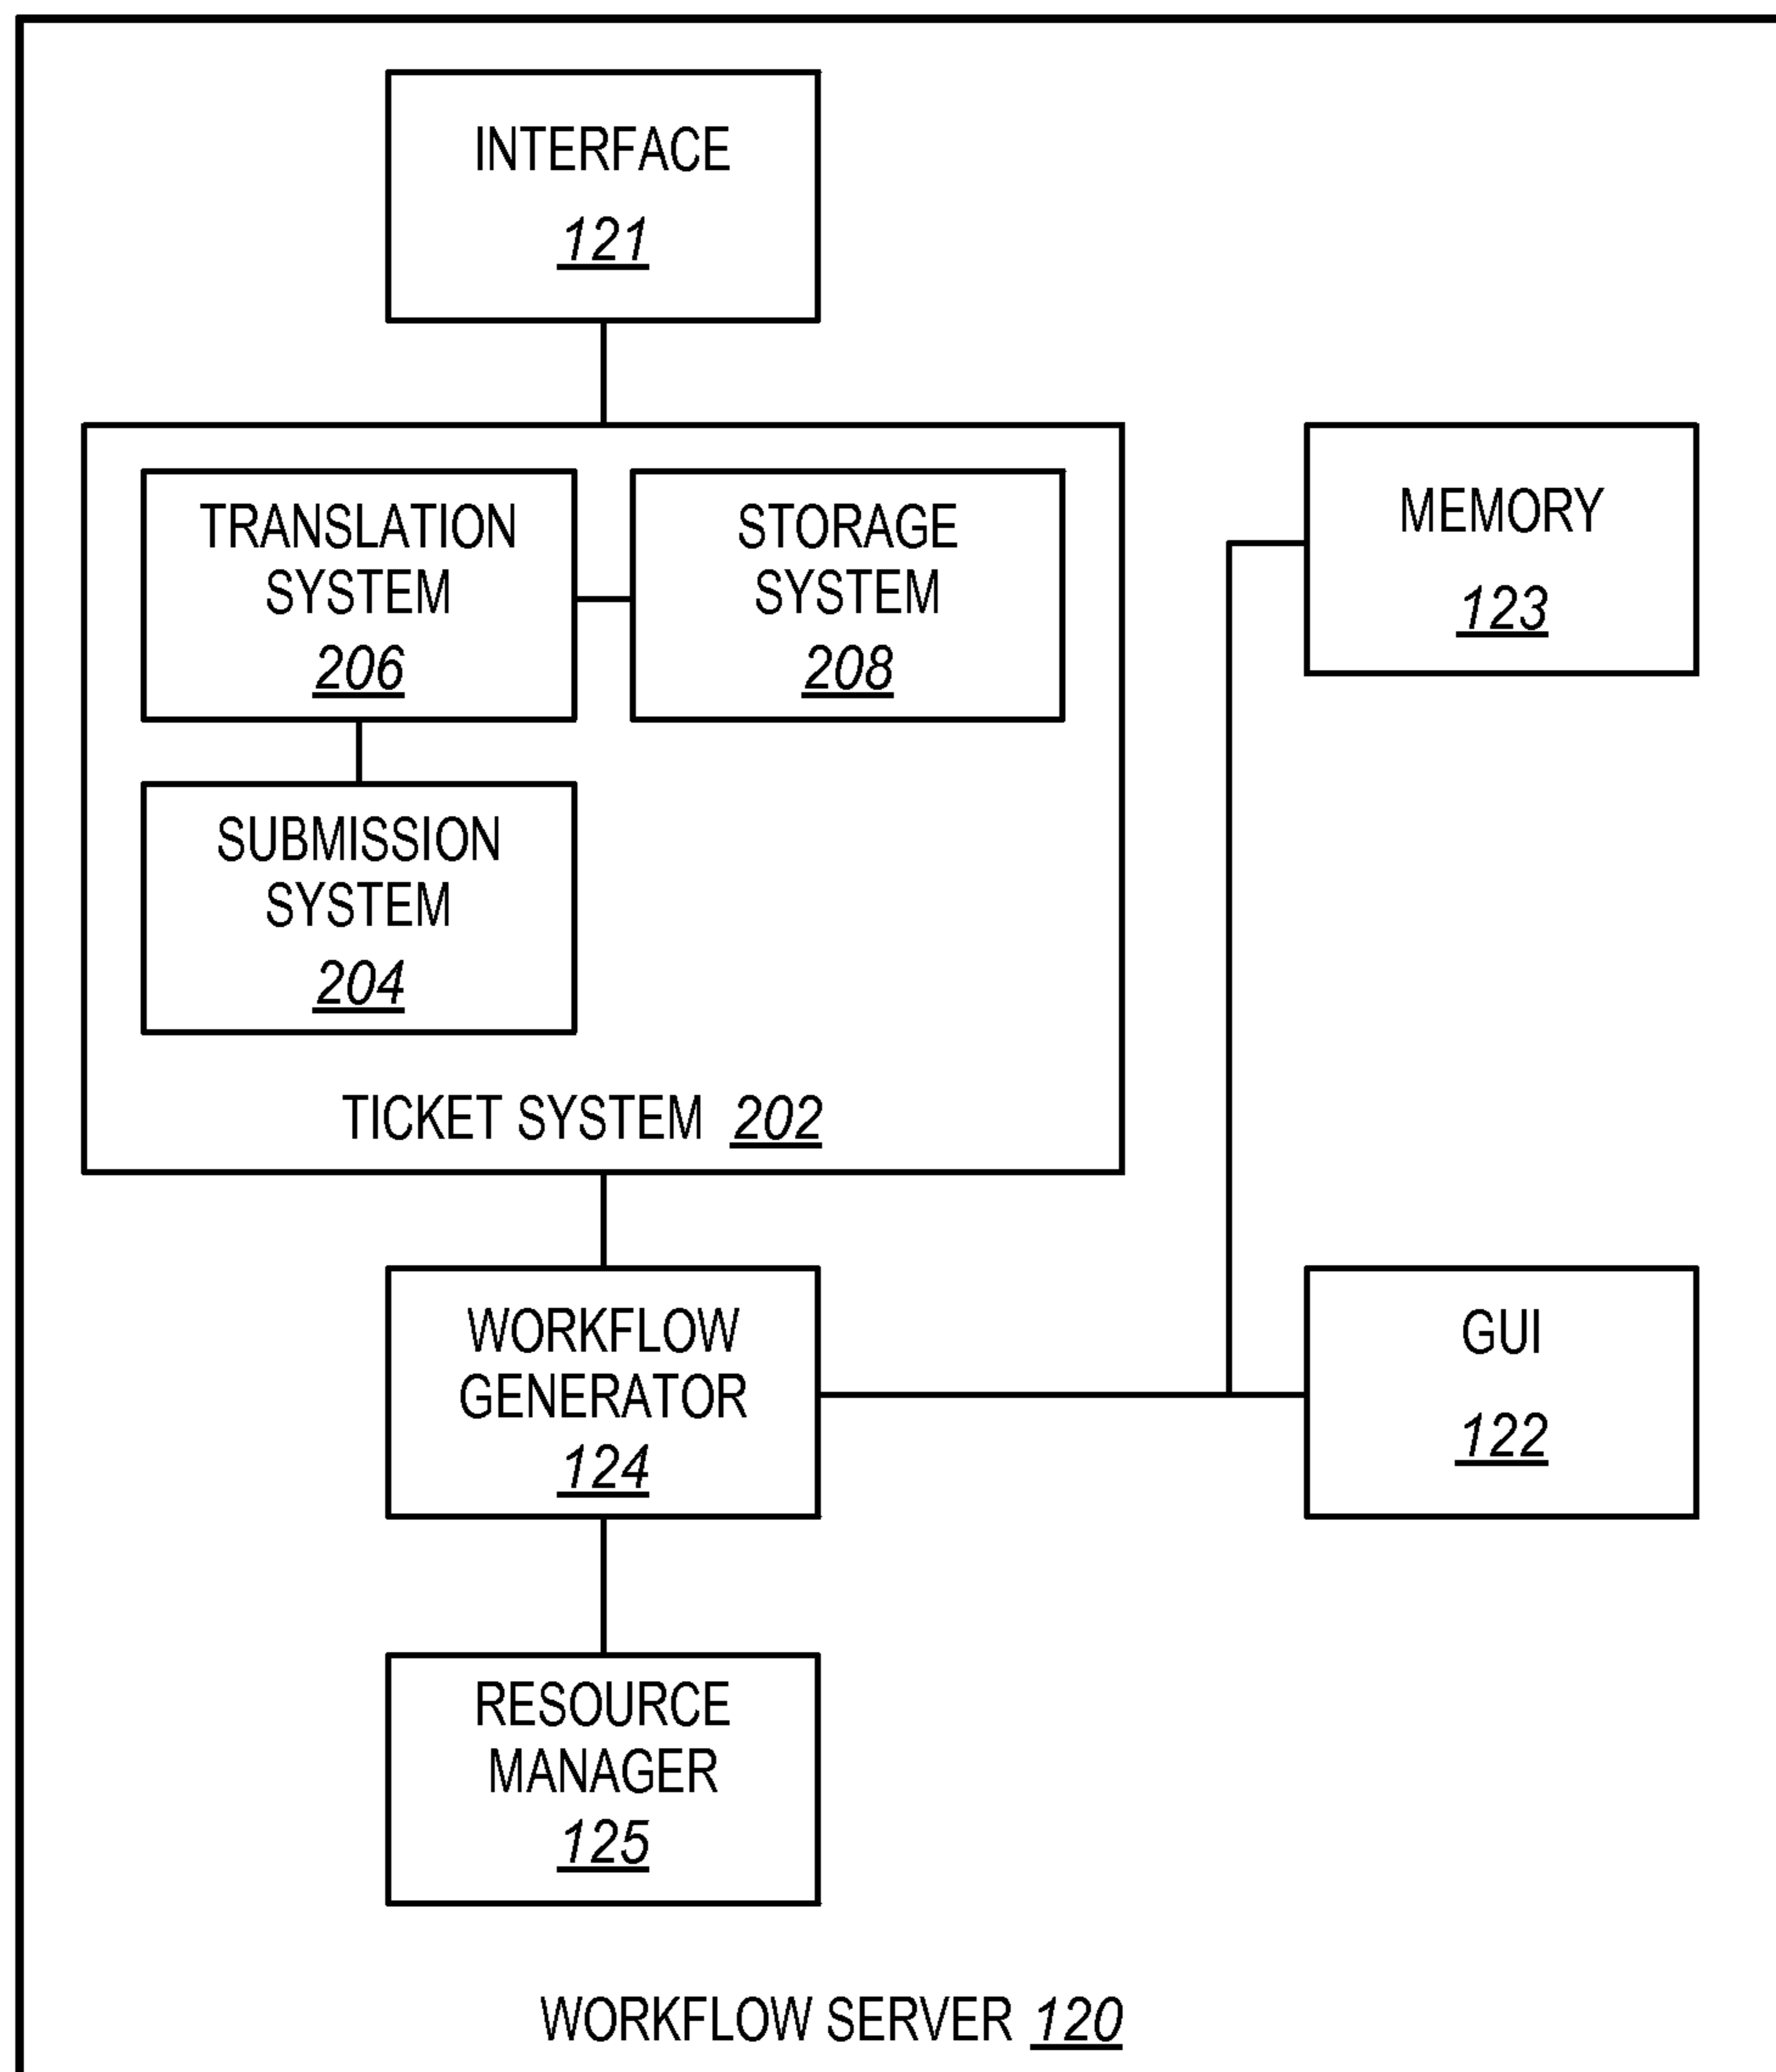 INTERFACE
121
TRANSLATION
SYSTEM
206
STORAGE
SYSTEM
208
MEMORY
123
SUBMISSION
SYSTEM
204
TICKET SYSTEM 202
WORKFLOW
GENERATOR
124
GUI
122
RESOURCE
MANAGER
125
WORKFLOW SERVER 120